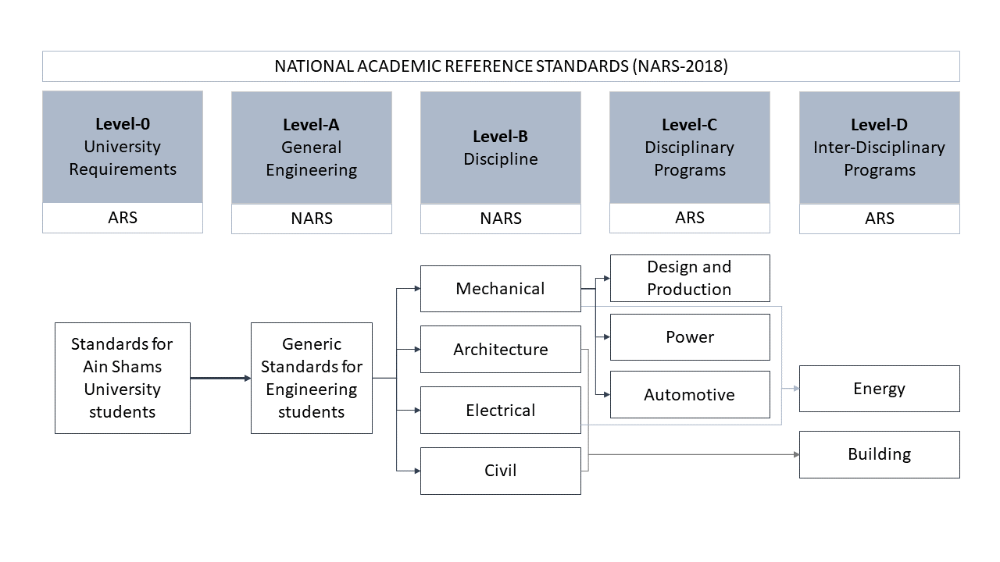 NATIONAL ACADEMIC REFERENCE STANDARDS (NARS-2018)
Level-0
University
Requirements
ARS
Level-A
General
Engineering
NARS
Level-B
Discipline
NARS
Level-C
Disciplinary
Programs
ARS
Level-D
Inter-Disciplinary
Programs
ARS
Standards for
Ain Shams
University
students
Generic
Standards for
Engineering
students
Mechanical
Architecture
Electrical
Civil
Design and
Production
Power
Automotive
Energy
Building